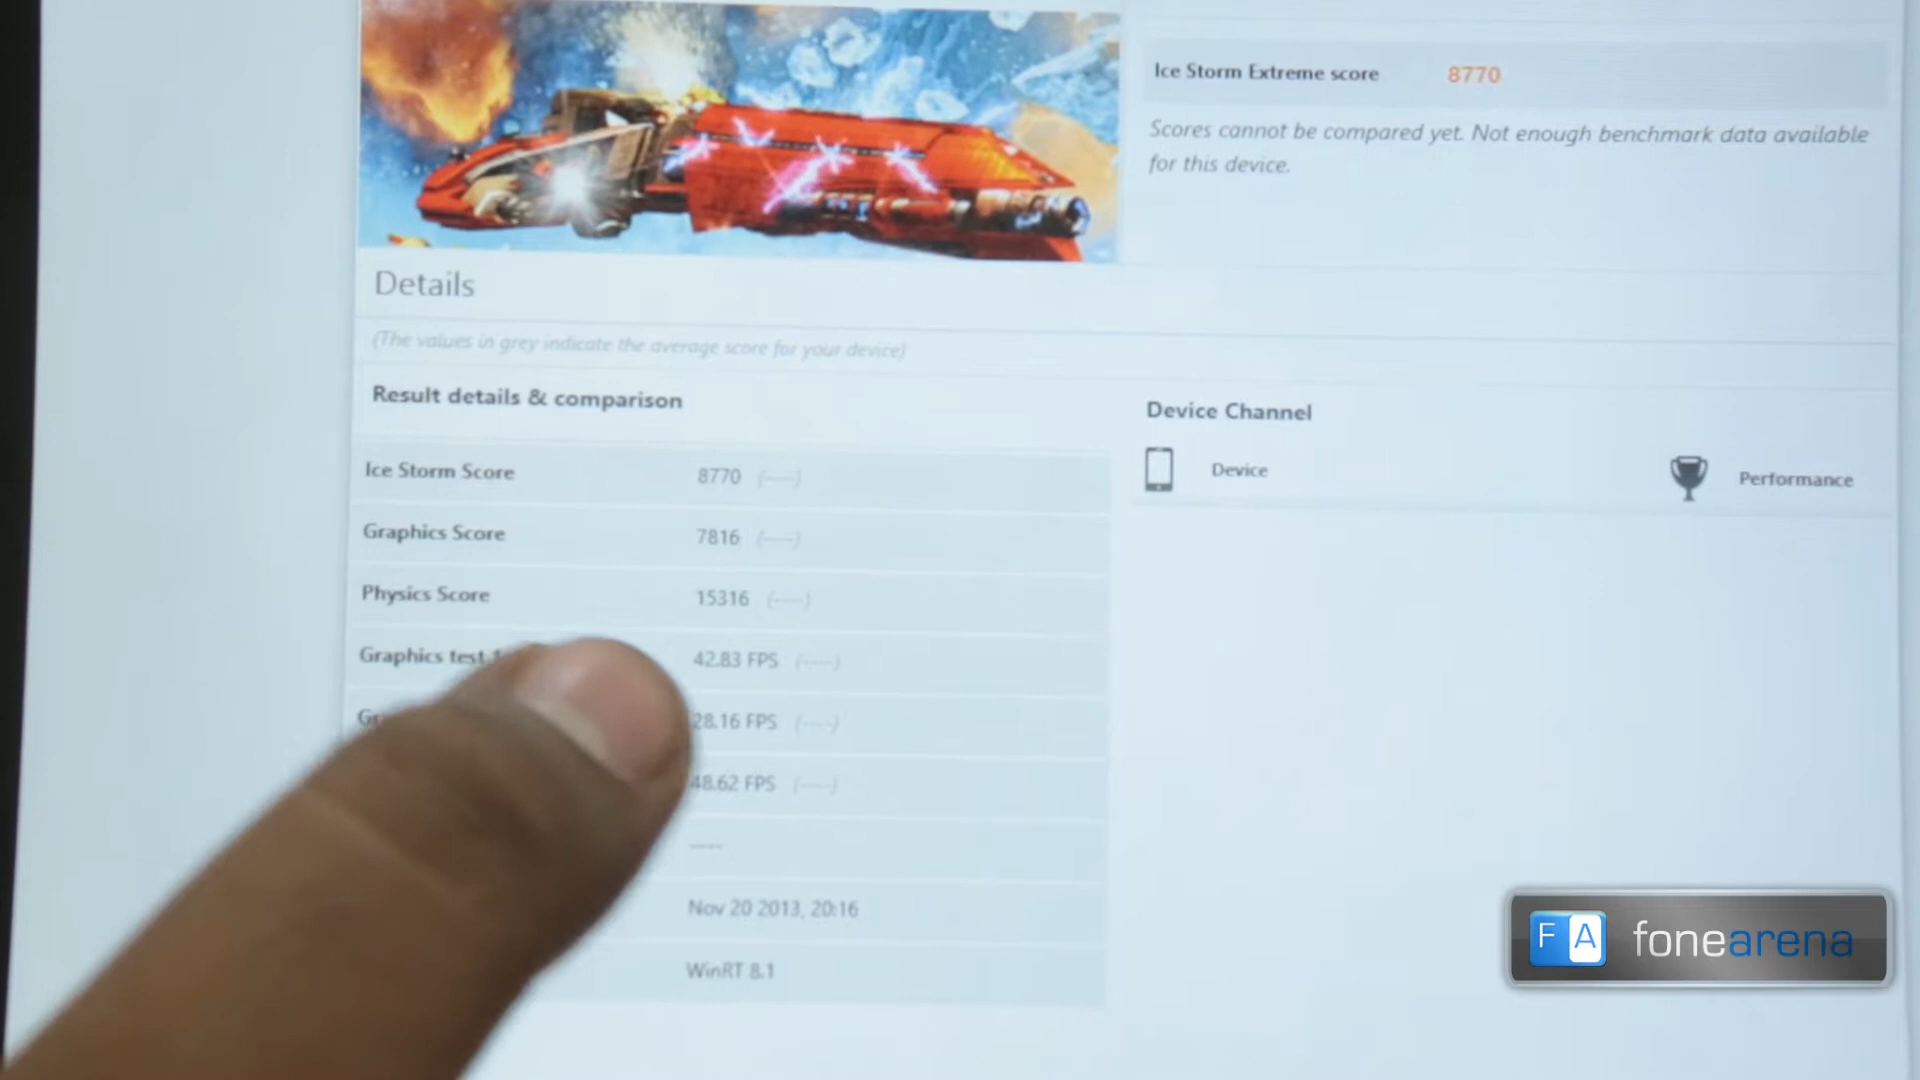 Ice Storm Extreme score 8770
Scores cannot be compared yet. Not enough benchmark data available
for this device.
Details
(The values in grey indicate the average score for your device)
Result details & comparison
Device Channel
Device
Performance
Ice Storm Score 8770 (-----)
Graphics Score 7816 (-----)
Physics Score 15316 (-----)
Graphics test 42.83 FPS (-----)
28.16 FPS (-----)
48.62 FPS (-----)
-----
Nov 20 2013, 20:16
WinRT 8.1
FA fonearena